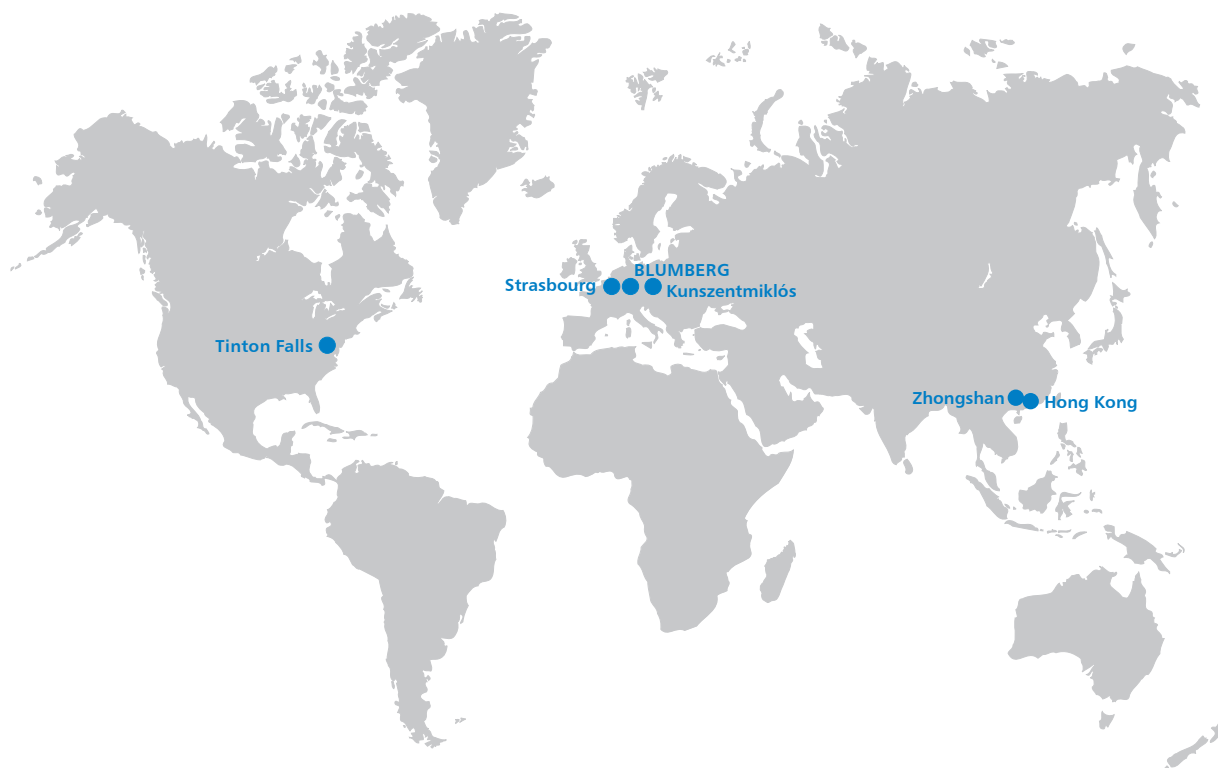 BLUMBERG
Strasbourg
Kunszentmiklós
Tinton Falls
Zhongshan
Hong Kong